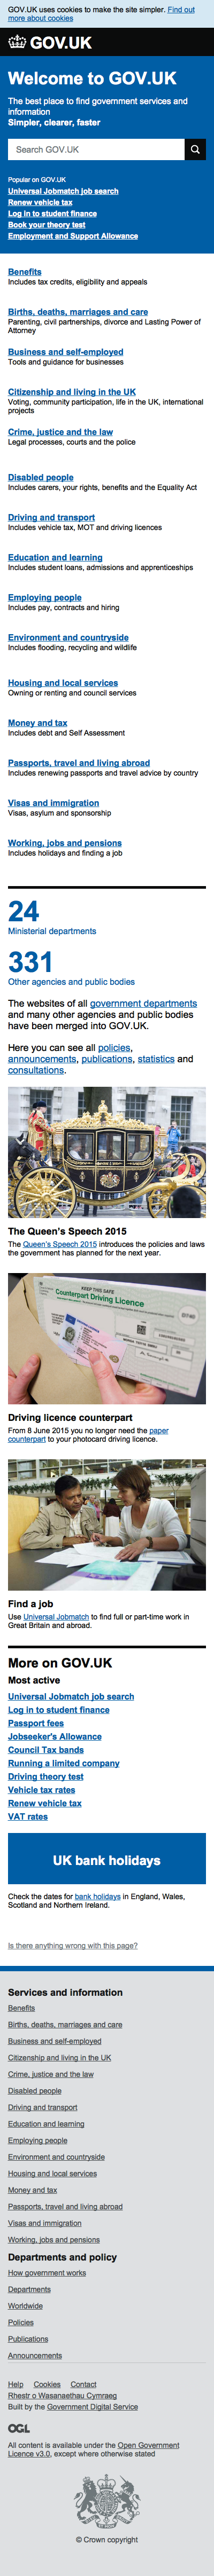 GOV.UK uses cookies to make the site simpler. Find out
more about cookies
GOV.UK
Welcome to GOV.UK
The best place to find government services and
information
Simpler, clearer, faster
Search GOV.UK
Popular on GOV.UK
Universal Jobmatch job search
Renew vehicle tax
Log in to student finance
Book your theory test
Employment and Support Allowance
Benefits
Includes tax credits, eligibility and appeals
Births, deaths, marriages and care
Parenting, civil partnerships, divorce and Lasting Power of
Attorney
Business and self-employed
Tools and guidance for businesses
Citizenship and living in the UK
Voting, community participation, life in the UK, international
projects
Crime, justice and the law
Legal processes, courts and the police
Disabled people
Includes carers, your rights, benefits and the Equality Act
Driving and transport
Includes vehicle tax, MOT and driving licences
Education and learning
Includes student loans, admissions and apprenticeships
Employing people
Includes pay, contracts and hiring
Environment and countryside
Includes flooding, recycling and wildlife
Housing and local services
Owning or renting and council services
Money and tax
Includes debt and Self Assessment
Passports, travel and living abroad
Includes renewing passports and travel advice by country
Visas and immigration
Visas, asylum and sponsorship
Working, jobs and pensions
Includes holidays and finding a job
24
Ministerial departments
331
Other agencies and public bodies
The websites of all government departments
and many other agencies and public bodies
have been merged into GOV.UK.
Here you can see all policies,
announcements, publications, statistics and
consultations.
The Queen's Speech 2015
The Queen's Speech 2015 introduces the policies and laws
the government has planned for the next year.
KEEP THIS SAFE
Counterpart Driving Licence
Driving licence counterpart
From 8 June 2015 you no longer need the paper
counterpart to your photocard driving licence.
Find a job
Use Universal Jobmatch to find full or part-time work in
Great Britain and abroad.
More on GOV.UK
Most active
Universal Jobmatch job search
Log in to student finance
Passport fees
Jobseeker's Allowance
Council Tax bands
Running a limited company
Driving theory test
Vehicle tax rates
Renew vehicle tax
VAT rates
UK bank holidays
Check the dates for bank holidays in England, Wales,
Scotland and Northern Ireland.
Is there anything wrong with this page?
Services and information
Benefits
Births, deaths, marriages and care
Business and self-employed
Citizenship and living in the UK
Crime, justice and the law
Disabled people
Driving and transport
Education and learning
Employing people
Environment and countryside
Housing and local services
Money and tax
Passports, travel and living abroad
Visas and immigration
Working, jobs and pensions
Departments and policy
How government works
Departments
Worldwide
Policies
Publications
Announcements
Help Cookies Contact
Rhestr o Wasanaethau Cymraeg
Built by the Government Digital Service
OGL
All content is available under the Open Government
Licence v3.0, except where otherwise stated
© Crown copyright